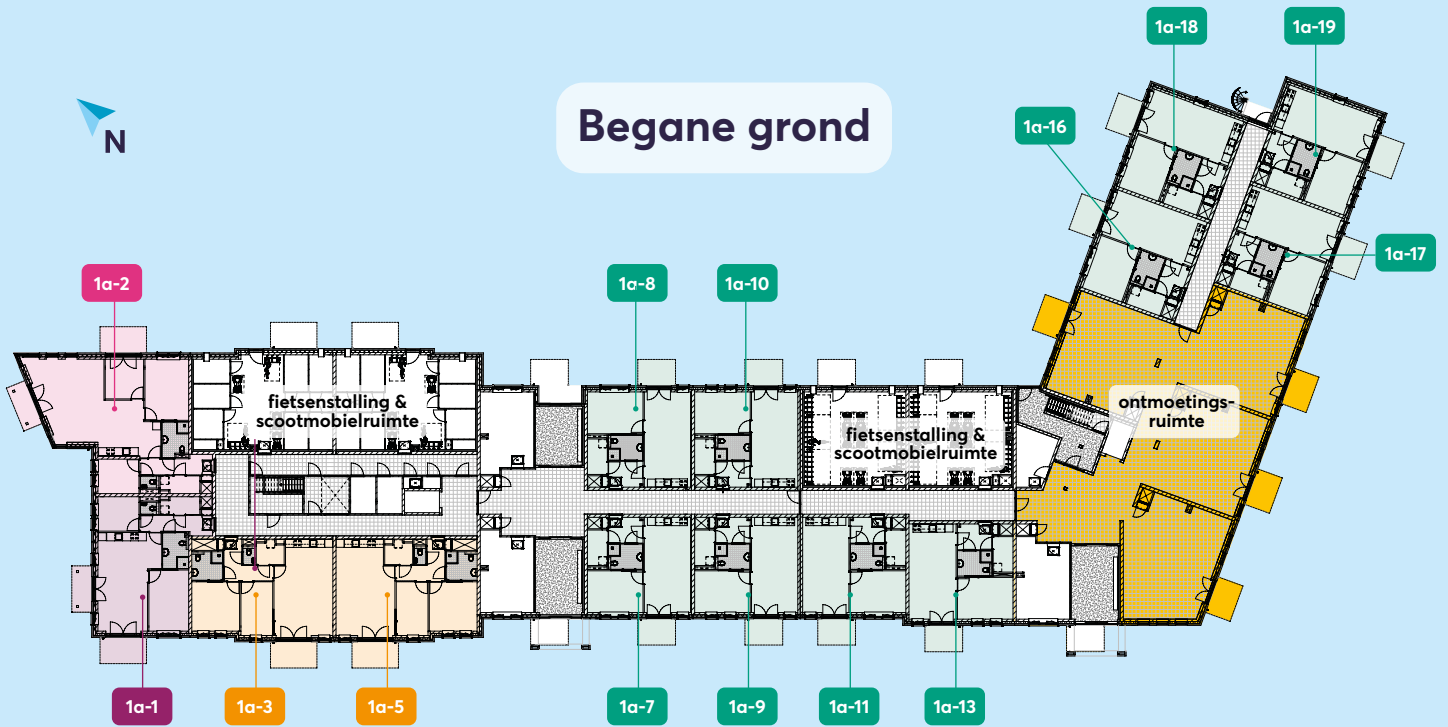 1a-18
1a-19
Begane grond
N
1a-16
1a-17
1a-2
1a-8
1a-10
fietsenstalling &
scootmobielruimte
fietsenstalling &
scootmobielruimte
ontmoetings-
ruimte
1a-1
1a-3
1a-5
1a-7
1a-9
1a-11
1a-13